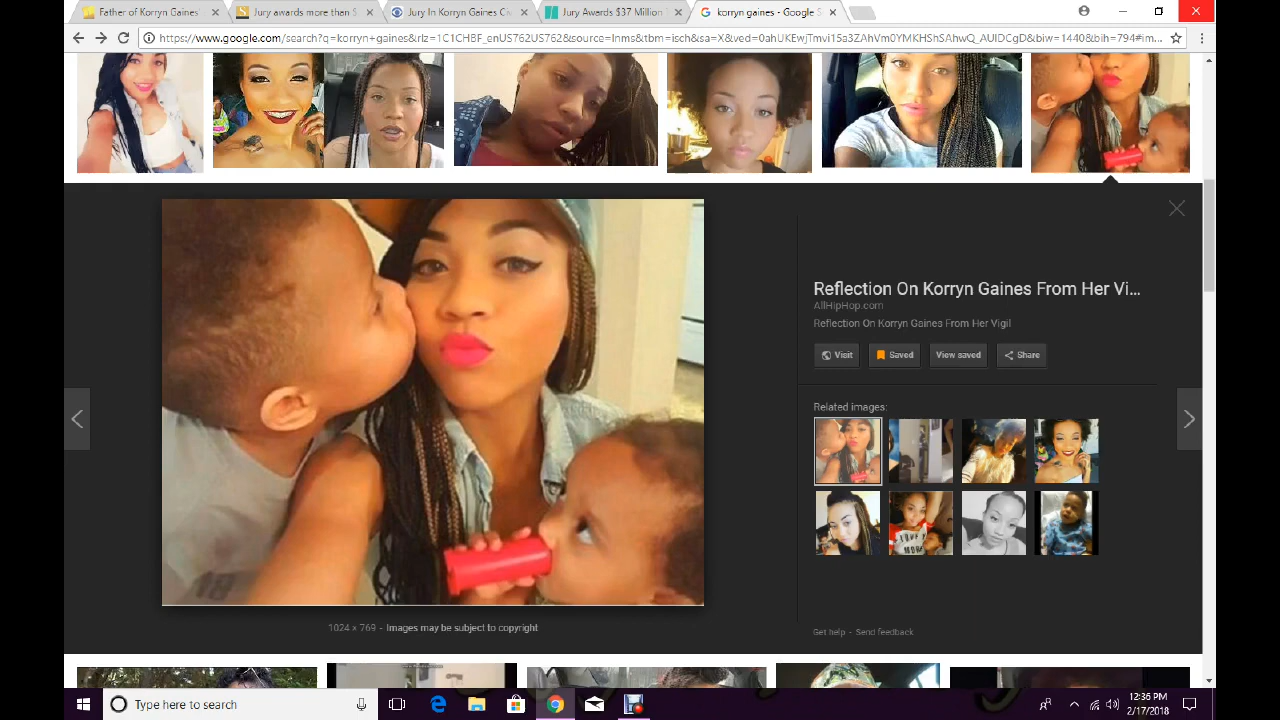 Father of Korryn Gaines
Jury awards more than $
Jury In Korryn Gaines Ca
Jury Awards $37 Million
korryn gaines - Google S
https://www.google.com/search?q=korryn+gaines&rlz=1C1CHBF_enUS762US762&source=lnms&tbm=isch&sa=X&ved=0ahUKEwjTmvi1sa3ZAhVm0YMKHShSAhwQ_AUIDCgD&biw=1440&bih=794#im...
Reflection On Korryn Gaines From Her Vi...
AllHipHop.com
Reflection On Korryn Gaines From Her Vigil
Visit
Saved
View saved
Share
Related images:
1024 × 769 - Images may be subject to copyright
Get help - Send feedback
Type here to search
12:36 PM
2/17/2018